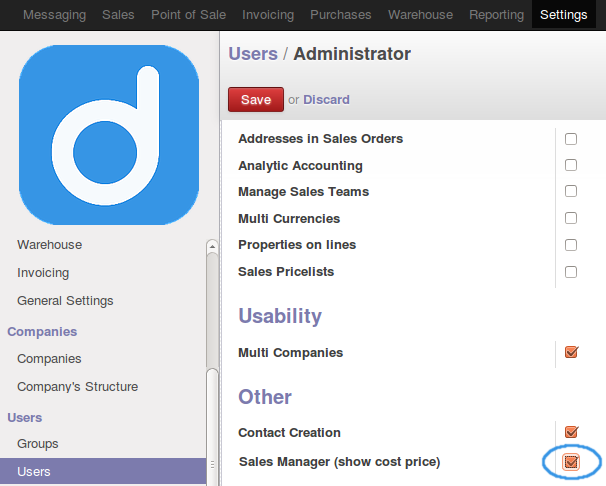 Messaging Sales Point of Sale Invoicing Purchases Warehouse Reporting Settings
d
Warehouse
Invoicing
General Settings
Companies
Companies
Company's Structure
Users
Groups
Users
Users / Administrator
Save or Discard
Addresses in Sales Orders
Analytic Accounting
Manage Sales Teams
Multi Currencies
Properties on lines
Sales Pricelists
Usability
Multi Companies
Other
Contact Creation
Sales Manager (show cost price)